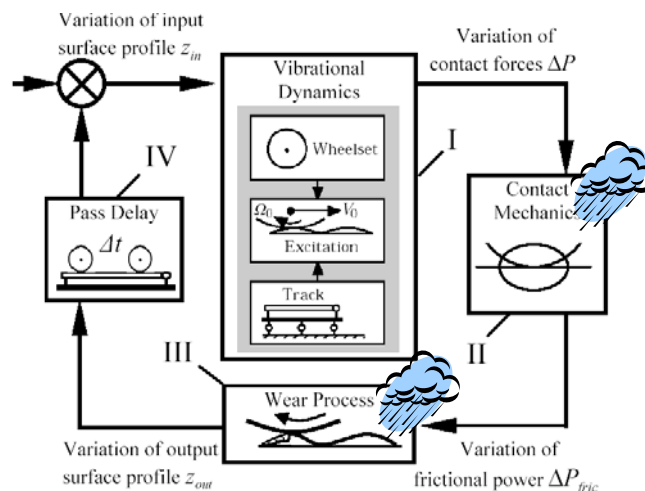 Variation of input
surface profile z_in
Vibrational
Dynamics
Variation of
contact forces ΔP
I
Wheelset
IV
Pass Delay
Δt
Ω0
V0
Excitation
Contact
Mechanics
Track
II
III
Wear Process
Variation of output
surface profile z_out
Variation of
frictional power ΔP_fric